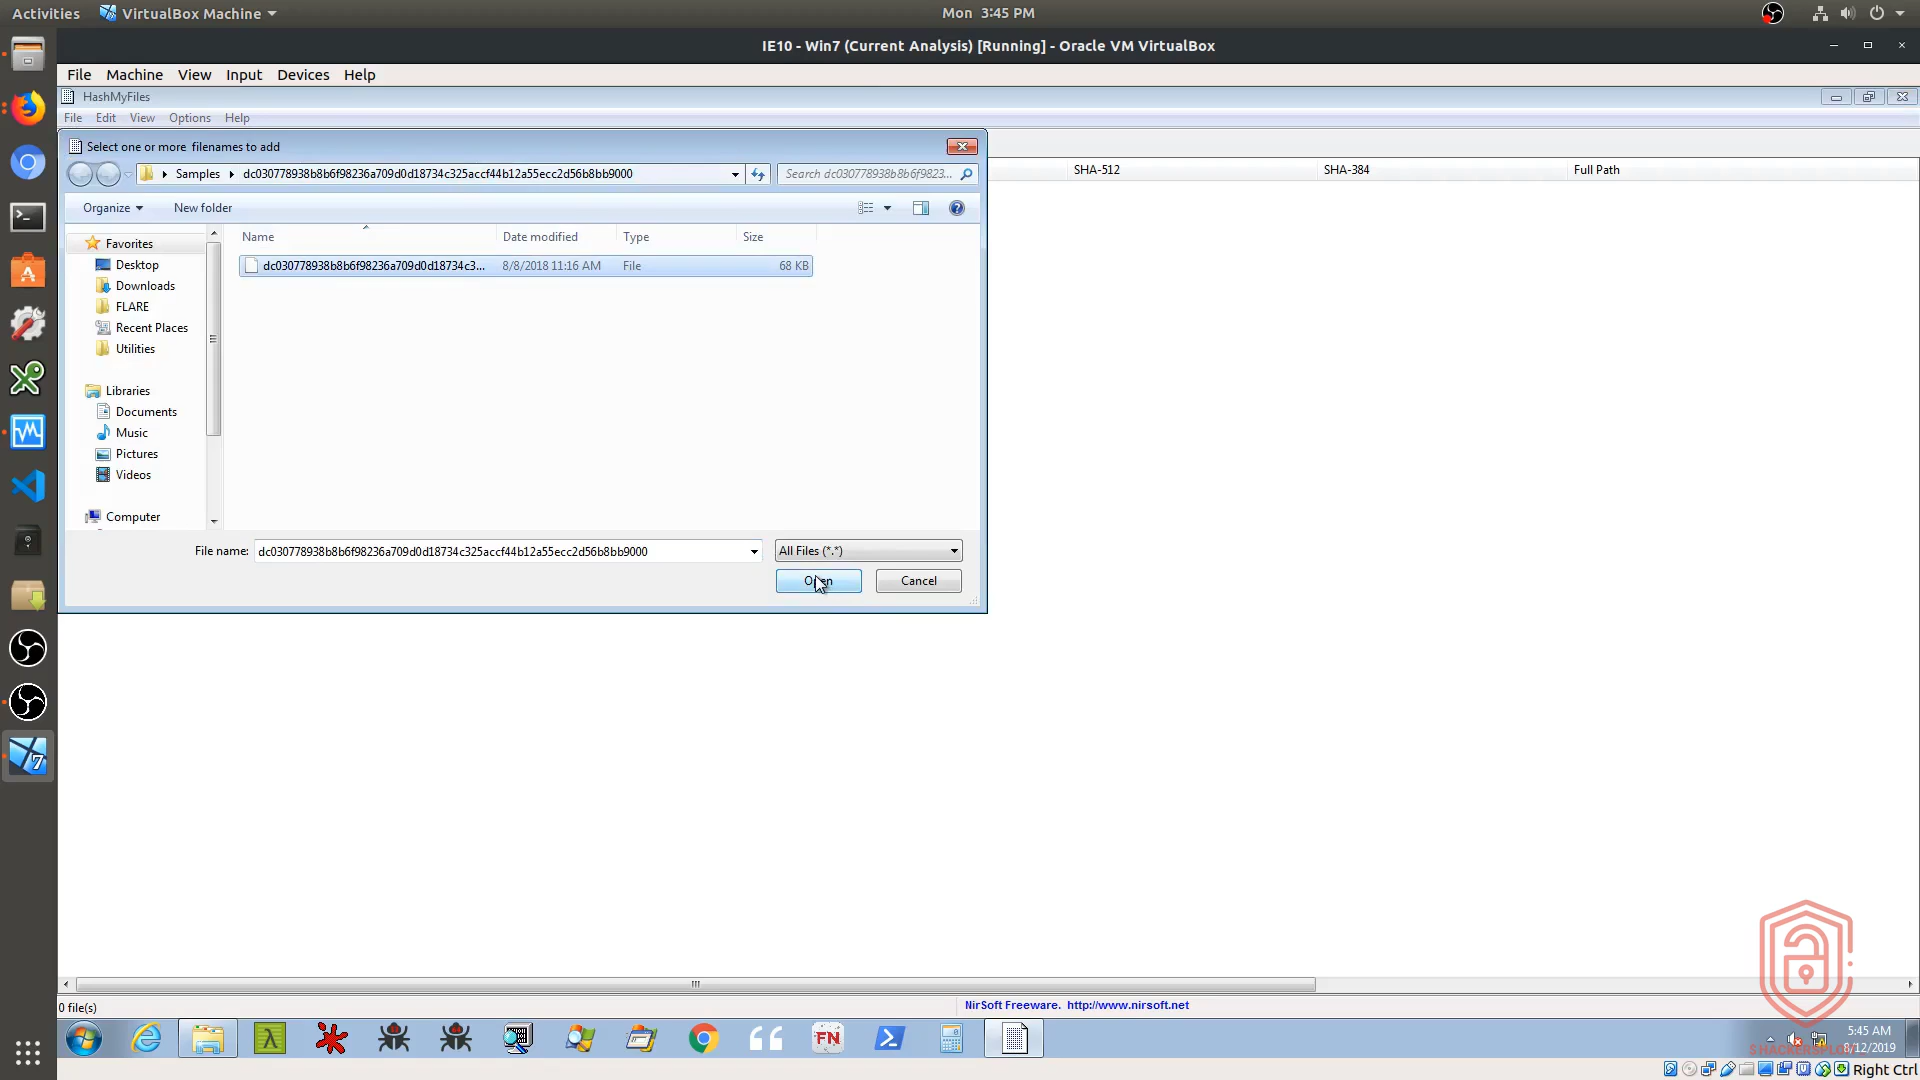 Activities VirtualBox Machine Mon 3:45 PM
IE10 - Win7 (Current Analysis) [Running] - Oracle VM VirtualBox
File Machine View Input Devices Help
HashMyFiles
File Edit View Options Help
Select one or more filenames to add
Samples dc030778938b8b6f98236a709d0d18734c325accf44b12a55ecc2d56b8bb9000 Search dc030778938b8b6f9823...
SHA-512 SHA-384 Full Path
Organize New folder
Name Date modified Type Size
dc030778938b8b6f98236a709d0d18734c3... 8/8/2018 11:16 AM File 68 KB
Favorites
Desktop
Downloads
FLARE
Recent Places
Utilities
Libraries
Documents
Music
Pictures
Videos
Computer
File name: dc030778938b8b6f98236a709d0d18734c325accf44b12a55ecc2d56b8bb9000 All Files (*.*)
Open Cancel
0 file(s) NirSoft Freeware. http://www.nirsoft.net
FN
5:45 AM
8/12/2019
Right Ctrl